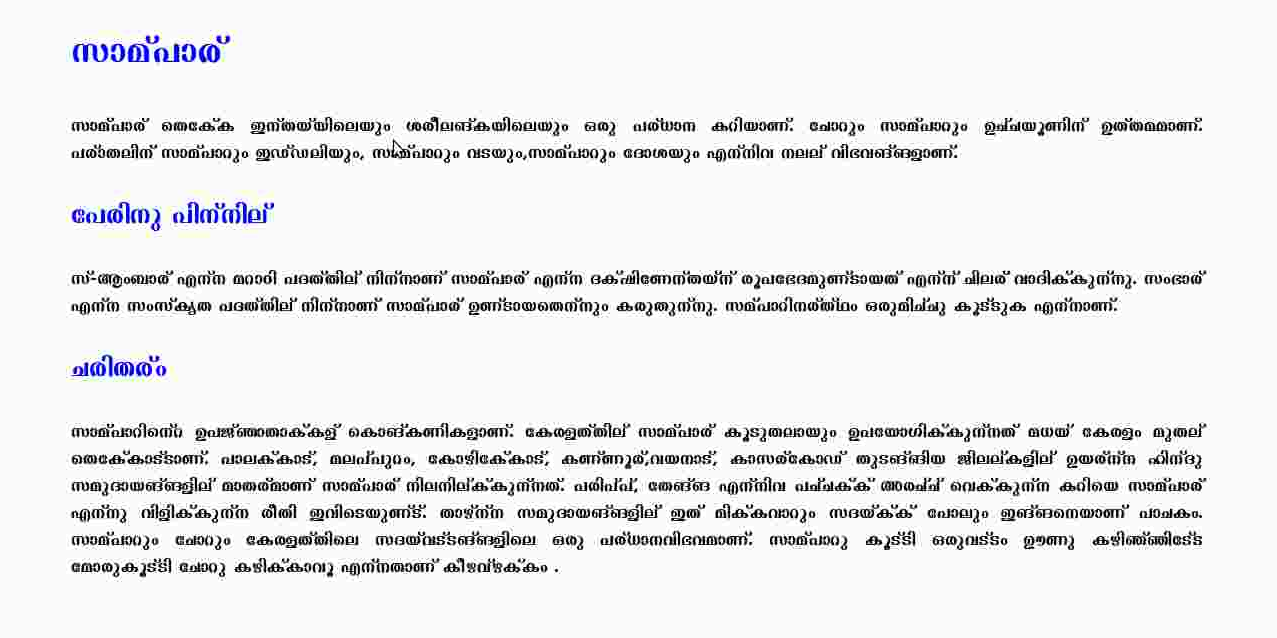 സാമ്പാര്
സാമ്പാര് തെക്കേ ഇന്ത്യയിലെയും ശ്രീലങ്കയിലെയും ഒരു പ്രധാന കറിയാണ്. ചോറും സാമ്പാറും ഉച്ചയൂണിന് ഉത്തമമാണ്.
പ്രാതലിന് സാമ്പാറും ഇഡ്ഡലിയും, സാമ്പാറും വടയും,സാമ്പാറും ദോശയും എന്നിവ നല്ല വിഭവങ്ങളാണ്.
പേരിനു പിന്നില്
സ്-ആംബാര് എന്ന മറാഠി പദത്തില് നിന്നാണ് സാമ്പാര് എന്ന ദക്ഷിണേന്ത്യന് രൂപഭേദമുണ്ടായത് എന്ന് ചിലര് വാദിക്കുന്നു. സംഭാര്
എന്ന സംസ്കൃത പദത്തില് നിന്നാണ് സാമ്പാര് ഉണ്ടായതെന്നും കരുതുന്നു. സമ്പാറിനര്ത്ഥം ഒരുമിച്ചു കൂട്ടുക എന്നാണ്.
ചരിത്രം
സാമ്പാറിന്റെ ഉപജ്ഞാതാക്കള് കൊങ്കണികളാണ്. കേരളത്തില് സാമ്പാര് കൂടുതലായും ഉപയോഗിക്കുന്നത് മധ്യ കേരളം മുതല്
തെക്കോട്ടാണ്. പാലക്കാട്, മലപ്പുറം, കോഴിക്കോട്, കണ്ണൂര്,വയനാട്, കാസര്കോഡ് തുടങ്ങിയ ജില്ലകളില് ഉയര്ന്ന ഹിന്ദു
സമുദായങ്ങളില് മാത്രമാണ് സാമ്പാര് നിലനില്ക്കുന്നത്. പരിപ്പ്, തേങ്ങ എന്നിവ പച്ചക്ക് അരച്ച് വെക്കുന്ന കറിയെ സാമ്പാര്
എന്നു വിളിക്കുന്ന രീതി ഇവിടെയുണ്ട്. താഴ്ന്ന സമുദായങ്ങളില് ഇത് മിക്കവാറും സദ്യക്ക് പോലും ഇങ്ങനെയാണ് പാചകം.
സാമ്പാറും ചോറും കേരളത്തിലെ സദ്യവട്ടങ്ങളിലെ ഒരു പ്രധാനവിഭവമാണ്. സാമ്പാറു കൂട്ടി ഒരുവട്ടം ഊണു കഴിഞ്ഞിട്ടേ
മോരുകൂട്ടി ചോറു കഴിക്കാവൂ എന്നതാണ് കീഴ്വഴക്കം .